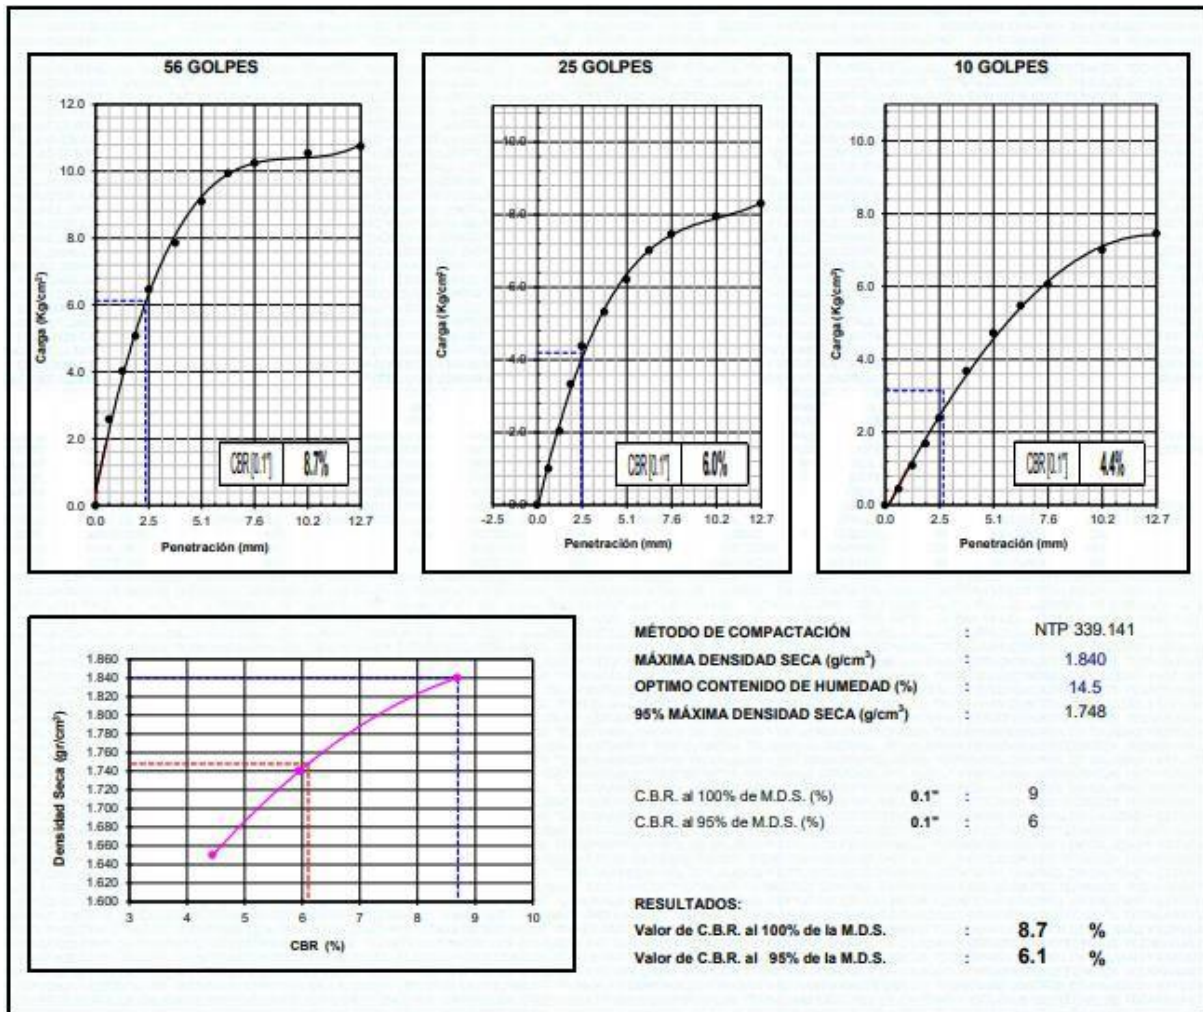 56 GOLPES
12.0
10.0
8.0
6.0
4.0
2.0
0.0
0.0 2.5 5.1 7.6 10.2 12.7
Carga (Kg/cm²)
Penetración (mm)
CBR [0.1"] 8.7%
25 GOLPES
10.0
8.0
6.0
4.0
2.0
0.0
-2.5 0.0 2.5 5.1 7.6 10.2 12.7
Carga (Kg/cm²)
Penetración (mm)
CBR [0.1"] 6.0%
10 GOLPES
10.0
8.0
6.0
4.0
2.0
0.0
0.0 2.5 5.1 7.6 10.2 12.7
Carga (Kg/cm²)
Penetración (mm)
CBR [0.1"] 4.4%
1.860
1.840
1.820
1.800
1.780
1.760
1.740
1.720
1.700
1.680
1.660
1.640
1.620
1.600
3 4 5 6 7 8 9 10
Densidad Seca (gr/cm³)
CBR (%)
MÉTODO DE COMPACTACIÓN : NTP 339.141
MÁXIMA DENSIDAD SECA (g/cm³) : 1.840
OPTIMO CONTENIDO DE HUMEDAD (%) : 14.5
95% MÁXIMA DENSIDAD SECA (g/cm³) : 1.748
C.B.R. al 100% de M.D.S. (%) 0.1" : 9
C.B.R. al 95% de M.D.S. (%) 0.1" : 6
RESULTADOS:
Valor de C.B.R. al 100% de la M.D.S. : 8.7 %
Valor de C.B.R. al 95% de la M.D.S. : 6.1 %